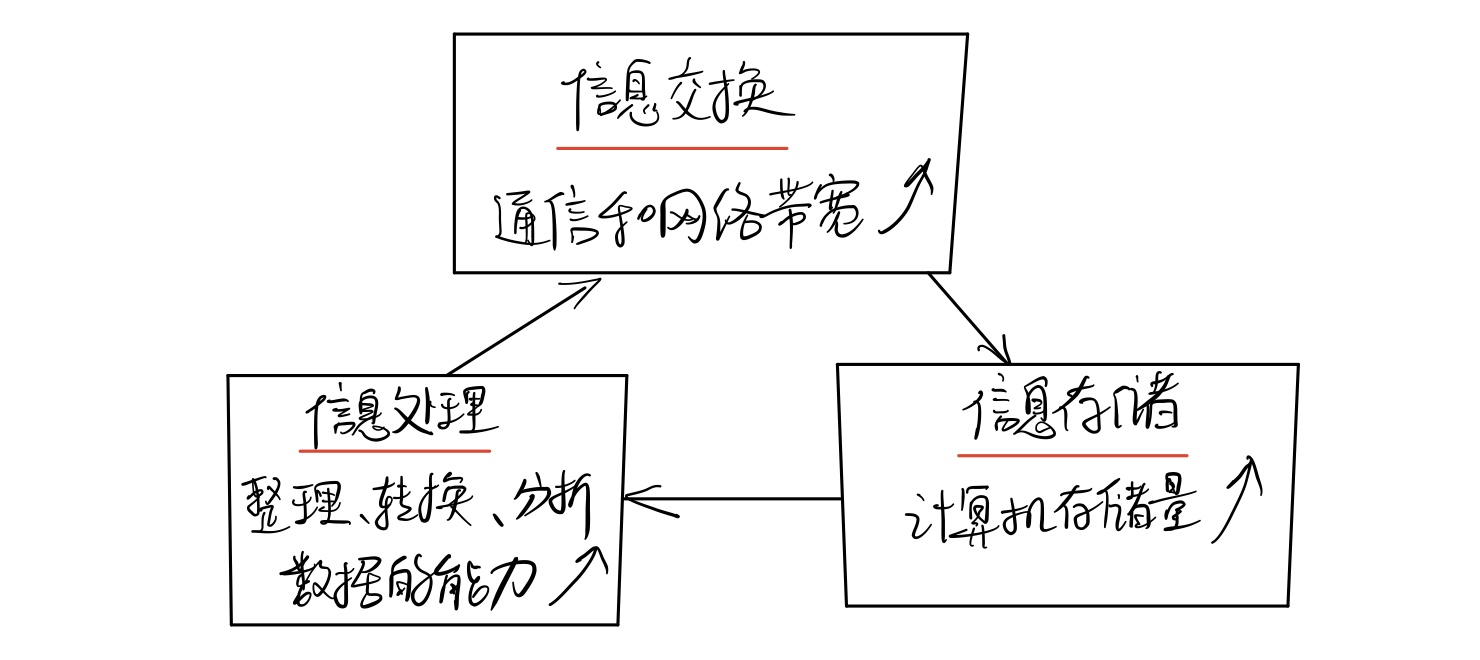 信息交换
通信和网络带宽
信息处理
整理、转换、分析
数据的能力
信息存储
计算机存储量